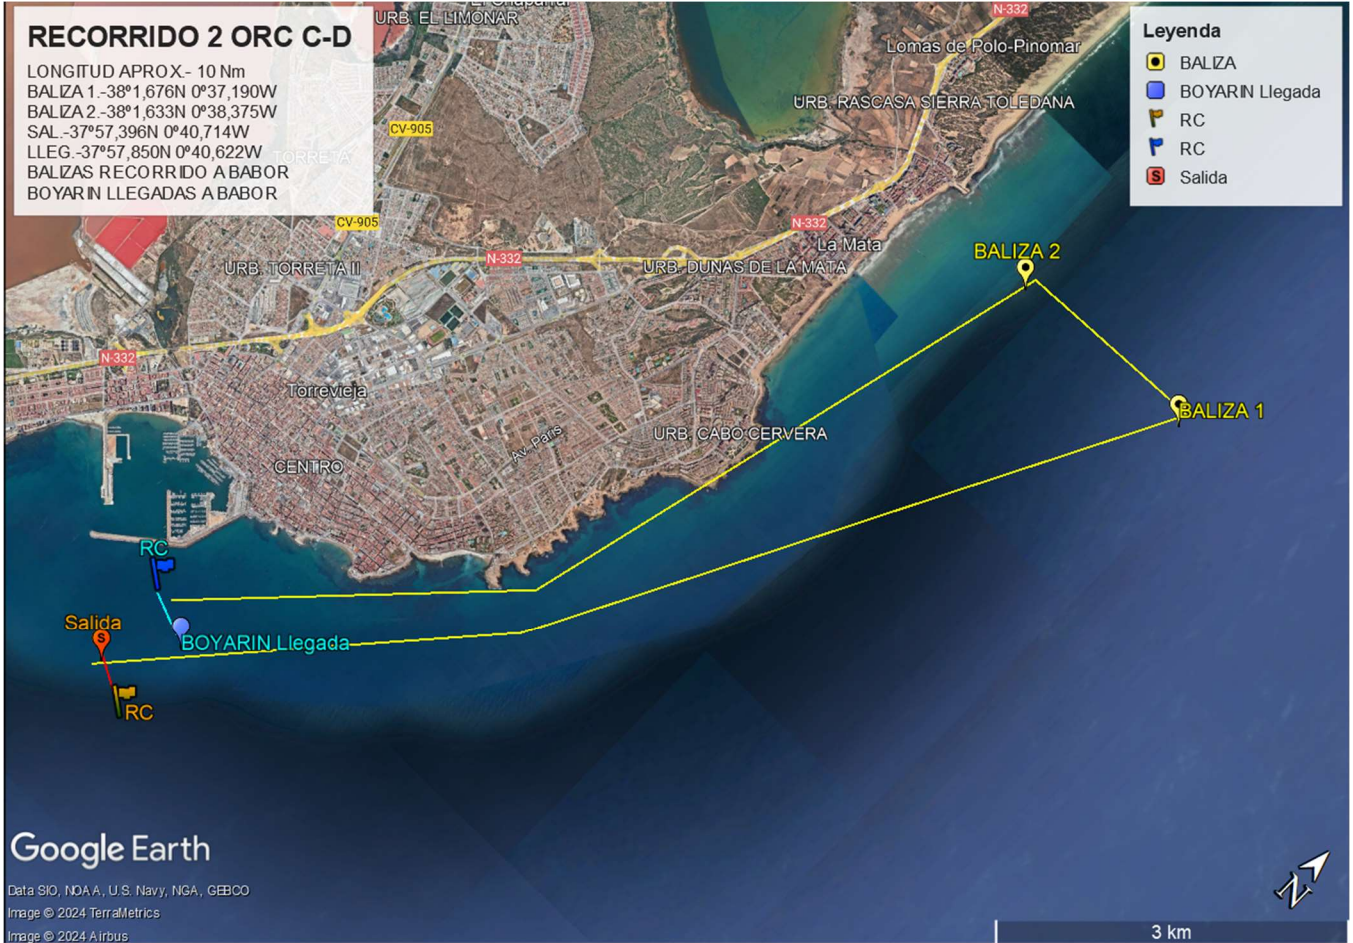 RECORRIDO 2 ORC C-D
LONGITUD APROX.- 10 Nm
BALIZA 1.-38º1,676N 0º37,190W
BALIZA 2.-38º1,633N 0º38,375W
SAL.-37º57,396N 0º40,714W
LLEG.-37º57,850N 0º40,622W
BALIZAS RECORRIDO A BABOR
BOYARIN LLEGADAS A BABOR
Leyenda
BALIZA
BOYARIN Llegada
RC
RC
S Salida
URB. EL LIMONAR
N-332
Lomas de Polo-Pinomar
URB. RASCASA SIERRA TOLEDANA
CV-905
TORRETA
CV-905
N-332
La Mata
BALIZA 2
N-332
URB. TORRETA II
URB. DUNAS DE LA MATA
N-332
Torrevieja
BALIZA 1
URB. CABO CERVERA
Av. Paris
CENTRO
RC
Salida
S
BOYARIN Llegada
RC
Google Earth
Data SIO, NOAA, U.S. Navy, NGA, GEBCO
Image © 2024 TerraMetrics
Image © 2024 Airbus
N
3 km